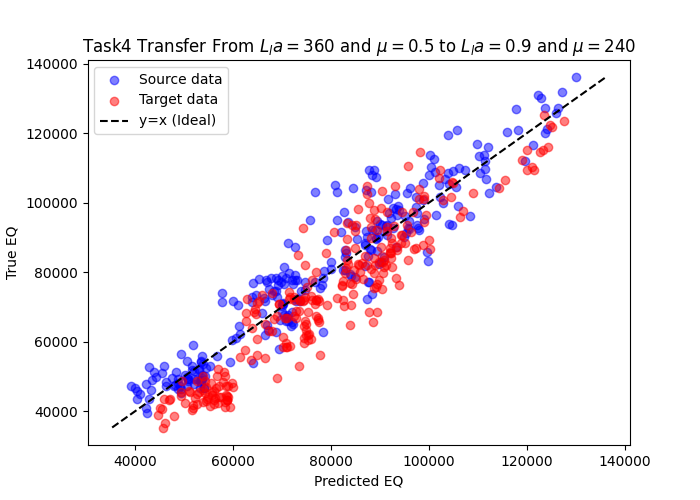 Task4 Transfer From $L_l a = 360$ and $\mu = 0.5$ to $L_l a = 0.9$ and $\mu = 240$
Source data
Target data
y=x (Ideal)
140000
120000
100000
80000
60000
40000
True EQ
40000 60000 80000 100000 120000 140000
Predicted EQ